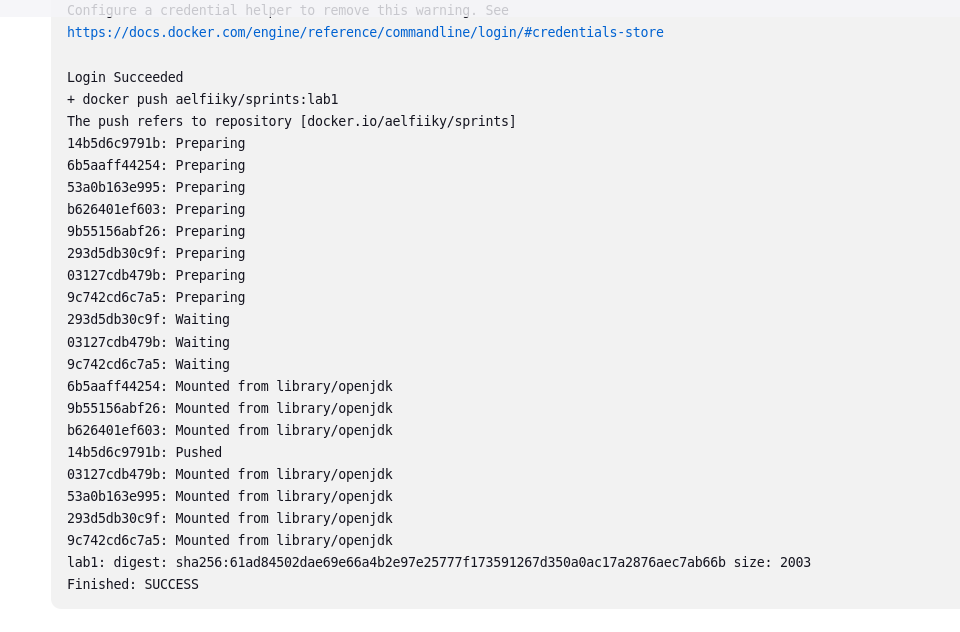 Configure a credential helper to remove this warning. See
https://docs.docker.com/engine/reference/commandline/login/#credentials-store
Login Succeeded
+ docker push aelfiiky/sprints:lab1
The push refers to repository [docker.io/aelfiiky/sprints]
14b5d6c9791b: Preparing
6b5aaff44254: Preparing
53a0b163e995: Preparing
b626401ef603: Preparing
9b55156abf26: Preparing
293d5db30c9f: Preparing
03127cdb479b: Preparing
9c742cd6c7a5: Preparing
293d5db30c9f: Waiting
03127cdb479b: Waiting
9c742cd6c7a5: Waiting
6b5aaff44254: Mounted from library/openjdk
9b55156abf26: Mounted from library/openjdk
b626401ef603: Mounted from library/openjdk
14b5d6c9791b: Pushed
03127cdb479b: Mounted from library/openjdk
53a0b163e995: Mounted from library/openjdk
293d5db30c9f: Mounted from library/openjdk
9c742cd6c7a5: Mounted from library/openjdk
lab1: digest: sha256:61ad84502dae69e66a4b2e97e25777f173591267d350a0ac17a2876aec7ab66b size: 2003
Finished: SUCCESS